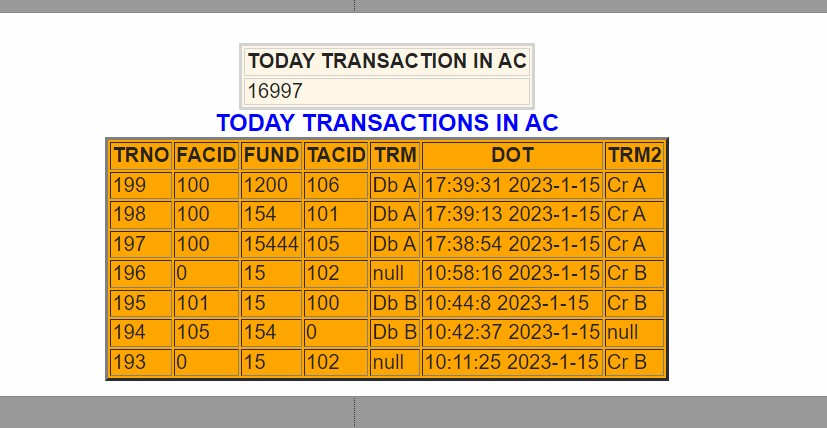 TODAY TRANSACTION IN AC
16997
TODAY TRANSACTIONS IN AC
TRNO FACID FUND TACID TRM DOT TRM2
199 100 1200 106 Db A 17:39:31 2023-1-15 Cr A
198 100 154 101 Db A 17:39:13 2023-1-15 Cr A
197 100 15444 105 Db A 17:38:54 2023-1-15 Cr A
196 0 15 102 null 10:58:16 2023-1-15 Cr B
195 101 15 100 Db B 10:44:8 2023-1-15 Cr B
194 105 154 0 Db B 10:42:37 2023-1-15 null
193 0 15 102 null 10:11:25 2023-1-15 Cr B